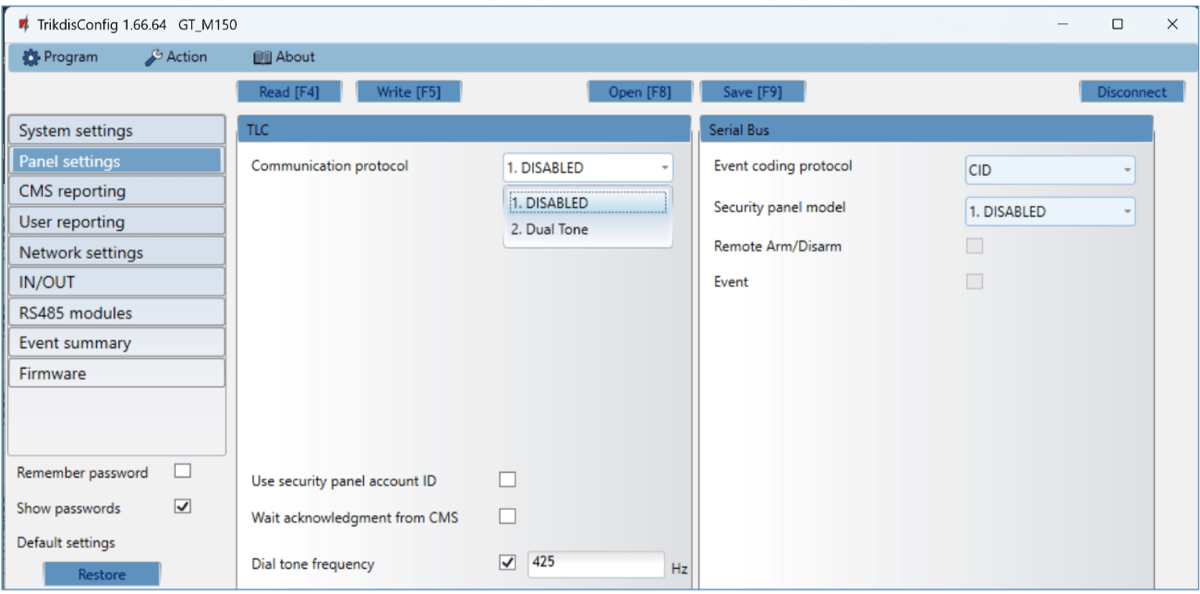 TrikdisConfig 1.66.64 GT_M150
Program Action About
Read [F4] Write [F5] Open [F8] Save [F9] Disconnect
System settings
Panel settings
CMS reporting
User reporting
Network settings
IN/OUT
RS485 modules
Event summary
Firmware
Remember password
Show passwords
Default settings
Restore
TLC
Communication protocol 1. DISABLED
1. DISABLED
2. Dual Tone
Use security panel account ID
Wait acknowledgment from CMS
Dial tone frequency 425 Hz
Serial Bus
Event coding protocol CID
Security panel model 1. DISABLED
Remote Arm/Disarm
Event